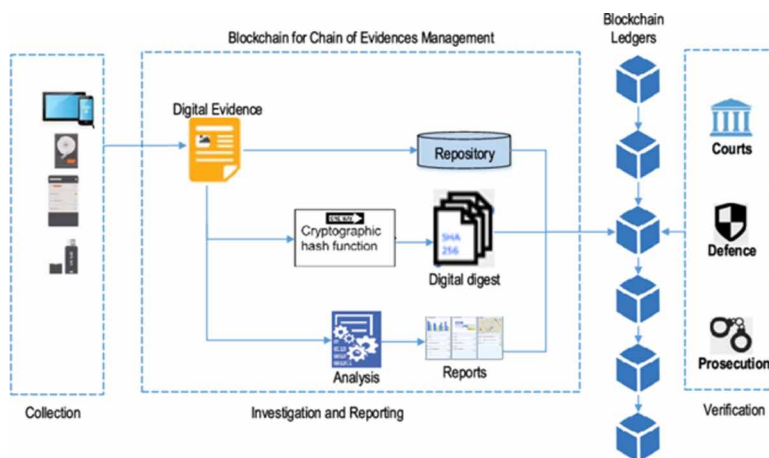 Blockchain for Chain of Evidences Management
Blockchain
Ledgers
Digital Evidence
Repository
Courts
Cryptographic
hash function
SHA
256
Digital digest
Defence
Analysis
Reports
Prosecution
Collection
Investigation and Reporting
Verification